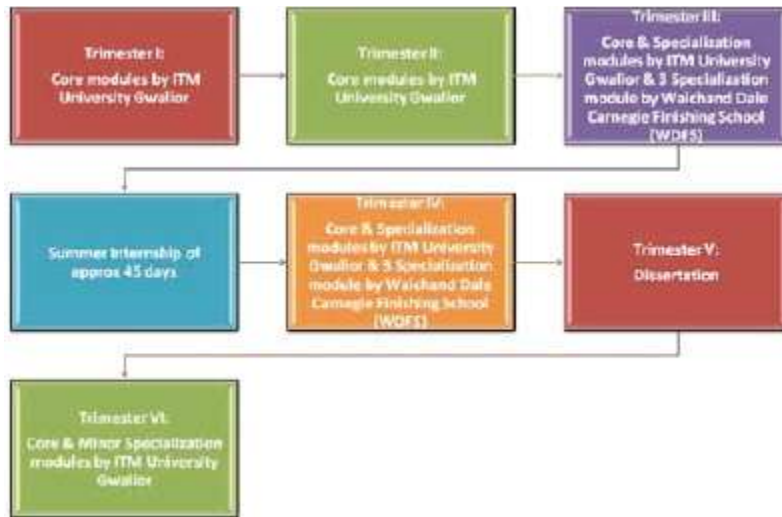 Trimester I:
Core modules by ITM
University Gwalior
Trimester II:
Core modules by ITM
University Gwalior
Trimester III:
Core & Specialization
modules by ITM University
Gwalior & 3 Specialization
module by Walchand Dale
Carnegie Finishing School
(WDFS)
Summer Internship of
approx 45 days
Trimester IV:
Core & Specialization
modules by ITM University
Gwalior & 3 Specialization
module by Walchand Dale
Carnegie Finishing School
(WDFS)
Trimester V:
Dissertation
Trimester VI:
Core & Minor Specialization
modules by ITM University
Gwalior